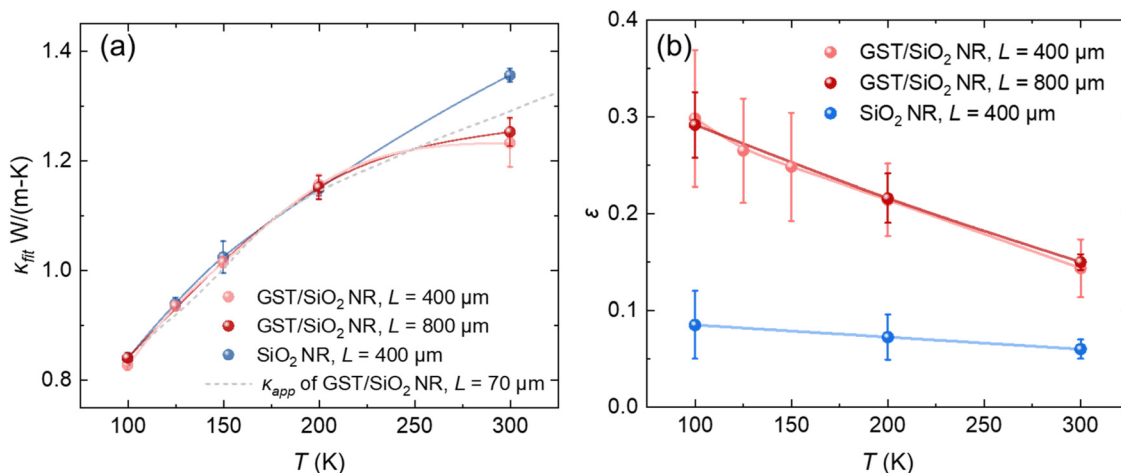 (a)
κfit W/(m-K)
1.4
1.2
1.0
0.8
GST/SiO2 NR, L = 400 μm
GST/SiO2 NR, L = 800 μm
SiO2 NR, L = 400 μm
κapp of GST/SiO2 NR, L = 70 μm
100 150 200 250 300
T (K)
(b)
ε
0.4
0.3
0.2
0.1
0.0
GST/SiO2 NR, L = 400 μm
GST/SiO2 NR, L = 800 μm
SiO2 NR, L = 400 μm
100 150 200 250 300
T (K)